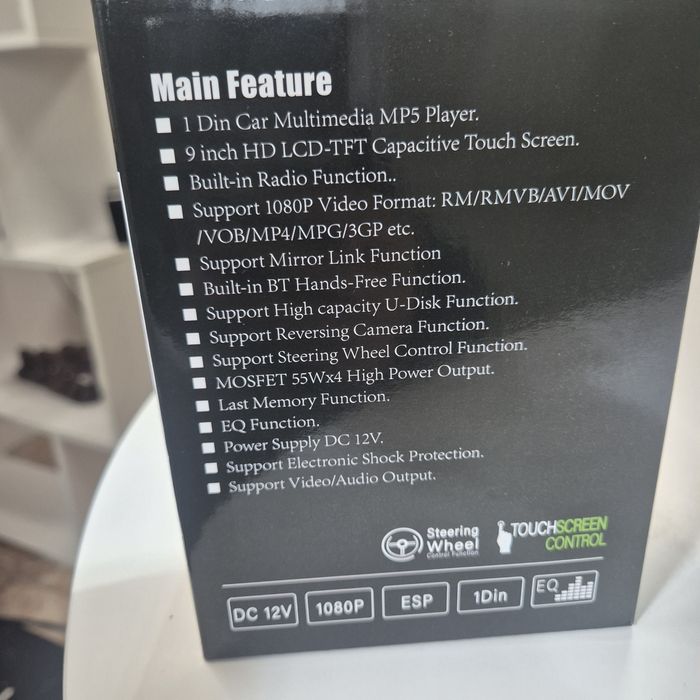 Main Feature
1 Din Car Multimedia MP5 Player.
9 inch HD LCD-TFT Capacitive Touch Screen.
Built-in Radio Function..
Support 1080P Video Format: RM/RMVB/AVI/MOV
/VOB/MP4/MPG/3GP etc.
Support Mirror Link Function
Built-in BT Hands-Free Function.
Support High capacity U-Disk Function.
Support Reversing Camera Function.
Support Steering Wheel Control Function.
MOSFET 55Wx4 High Power Output.
Last Memory Function.
EQ Function.
Power Supply DC 12V.
Support Electronic Shock Protection.
Support Video/Audio Output.
Steering
Wheel
Control Function
TOUCHSCREEN
CONTROL
DC 12V
1080P
ESP
1Din
EQ